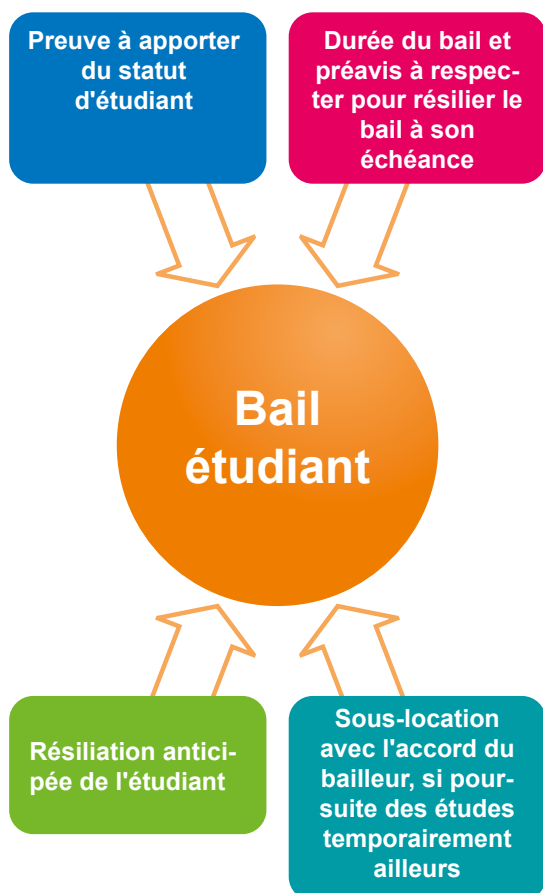 Preuve à apporter
du statut
d'étudiant
Durée du bail et
préavis à respec-
ter pour résilier le
bail à son
échéance
Bail
étudiant
Résiliation antici-
pée de l'étudiant
Sous-location
avec l'accord du
bailleur, si pour-
suite des études
temporairement
ailleurs